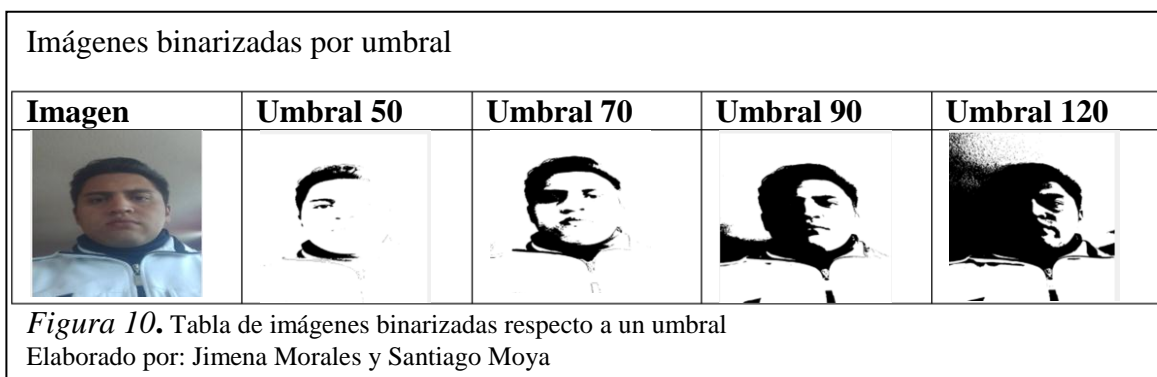 Imágenes binarizadas por umbral
Imagen Umbral 50 Umbral 70 Umbral 90 Umbral 120
Figura 10. Tabla de imágenes binarizadas respecto a un umbral
Elaborado por: Jimena Morales y Santiago Moya